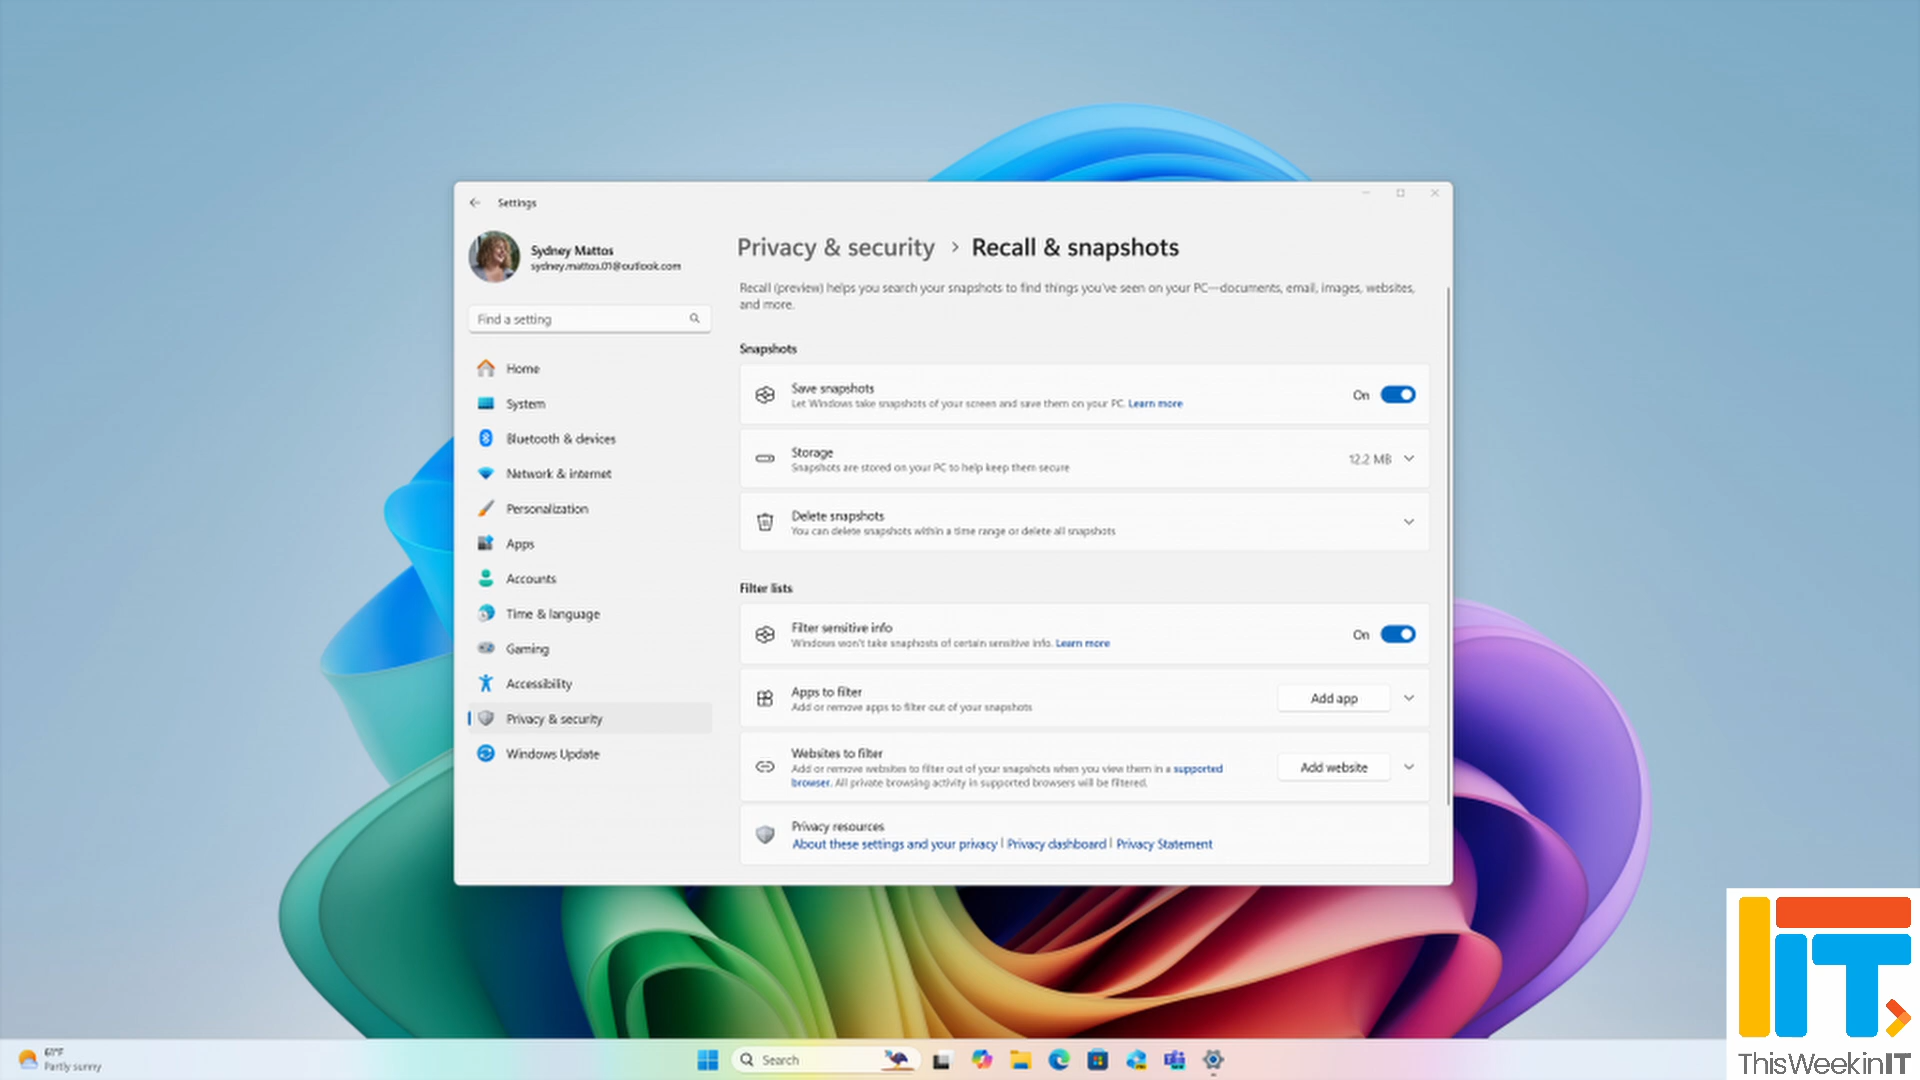 Settings
Sydney Mattos
sydney.mattos.01@outlook.com
Find a setting
Home
System
Bluetooth & devices
Network & internet
Personalization
Apps
Accounts
Time & language
Gaming
Accessibility
Privacy & security
Windows Update
Privacy & security › Recall & snapshots
Recall (preview) helps you search your snapshots to find things you've seen on your PC—documents, email, images, websites,
and more.
Snapshots
Save snapshots
Let Windows take snapshots of your screen and save them on your PC. Learn more
On
Storage
Snapshots are stored on your PC to help keep them secure
12.2 MB
Delete snapshots
You can delete snapshots within a time range or delete all snapshots
Filter lists
Filter sensitive info
Windows won't take snaphosts of certain sensitive info. Learn more
On
Apps to filter
Add or remove apps to filter out of your snapshots
Add app
Websites to filter
Add or remove websites to filter out of your snapshots when you view them in a supported
browser. All private browsing activity in supported browsers will be filtered.
Add website
Privacy resources
About these settings and your privacy | Privacy dashboard | Privacy Statement
61°F
Partly sunny
Search
IT
ThisWeekinIT